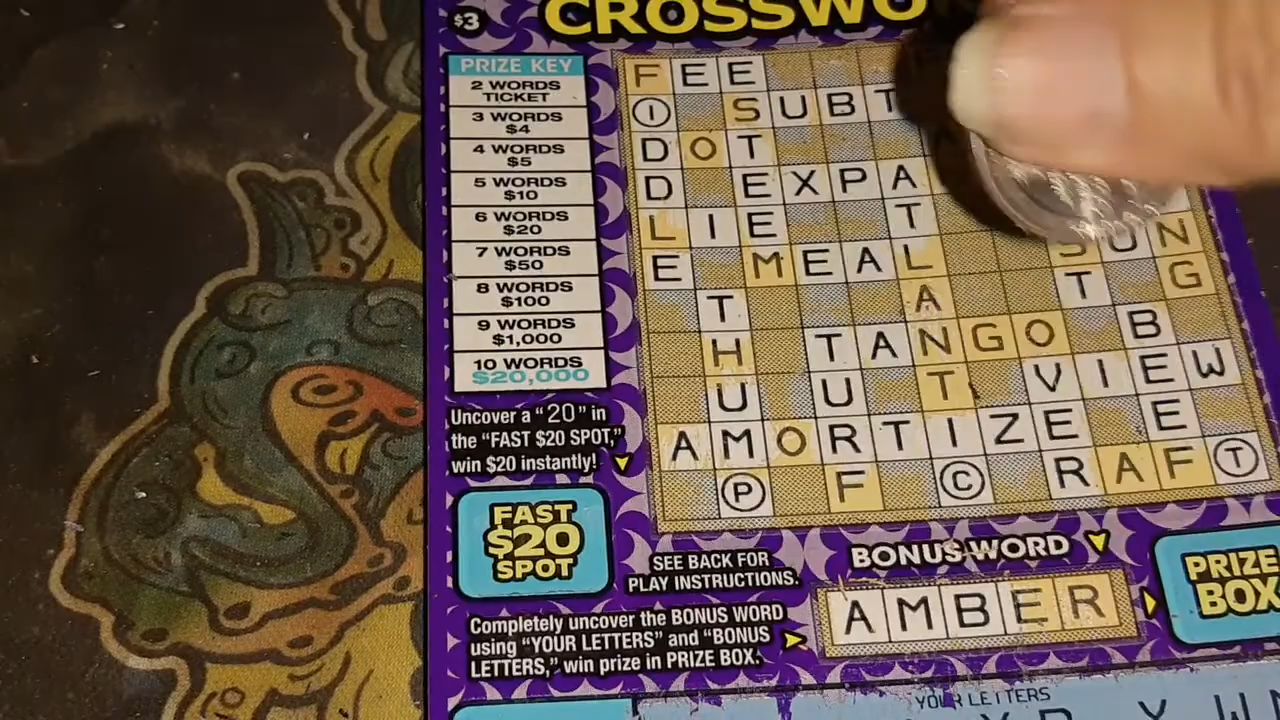 $3 CROSSWO
PRIZE KEY
2 WORDS
TICKET
3 WORDS
$4
4 WORDS
$5
5 WORDS
$10
6 WORDS
$20
7 WORDS
$50
8 WORDS
$100
9 WORDS
$1,000
10 WORDS
$20,000
Uncover a "20" in
the "FAST $20 SPOT,"
win $20 instantly!
FAST
$20
SPOT
F E E
I S U B T
D O T T
D E X P A
L I E T
E M E A L S U N
T A T G
H T A N G O B
U U T V I E W
A M O R T I Z E E
P F C R A F T
SEE BACK FOR
PLAY INSTRUCTIONS.
BONUS WORD
AMBER
PRIZE
BOX
Completely uncover the BONUS WORD
using "YOUR LETTERS" and "BONUS
LETTERS," win prize in PRIZE BOX.
YOUR LETTERS